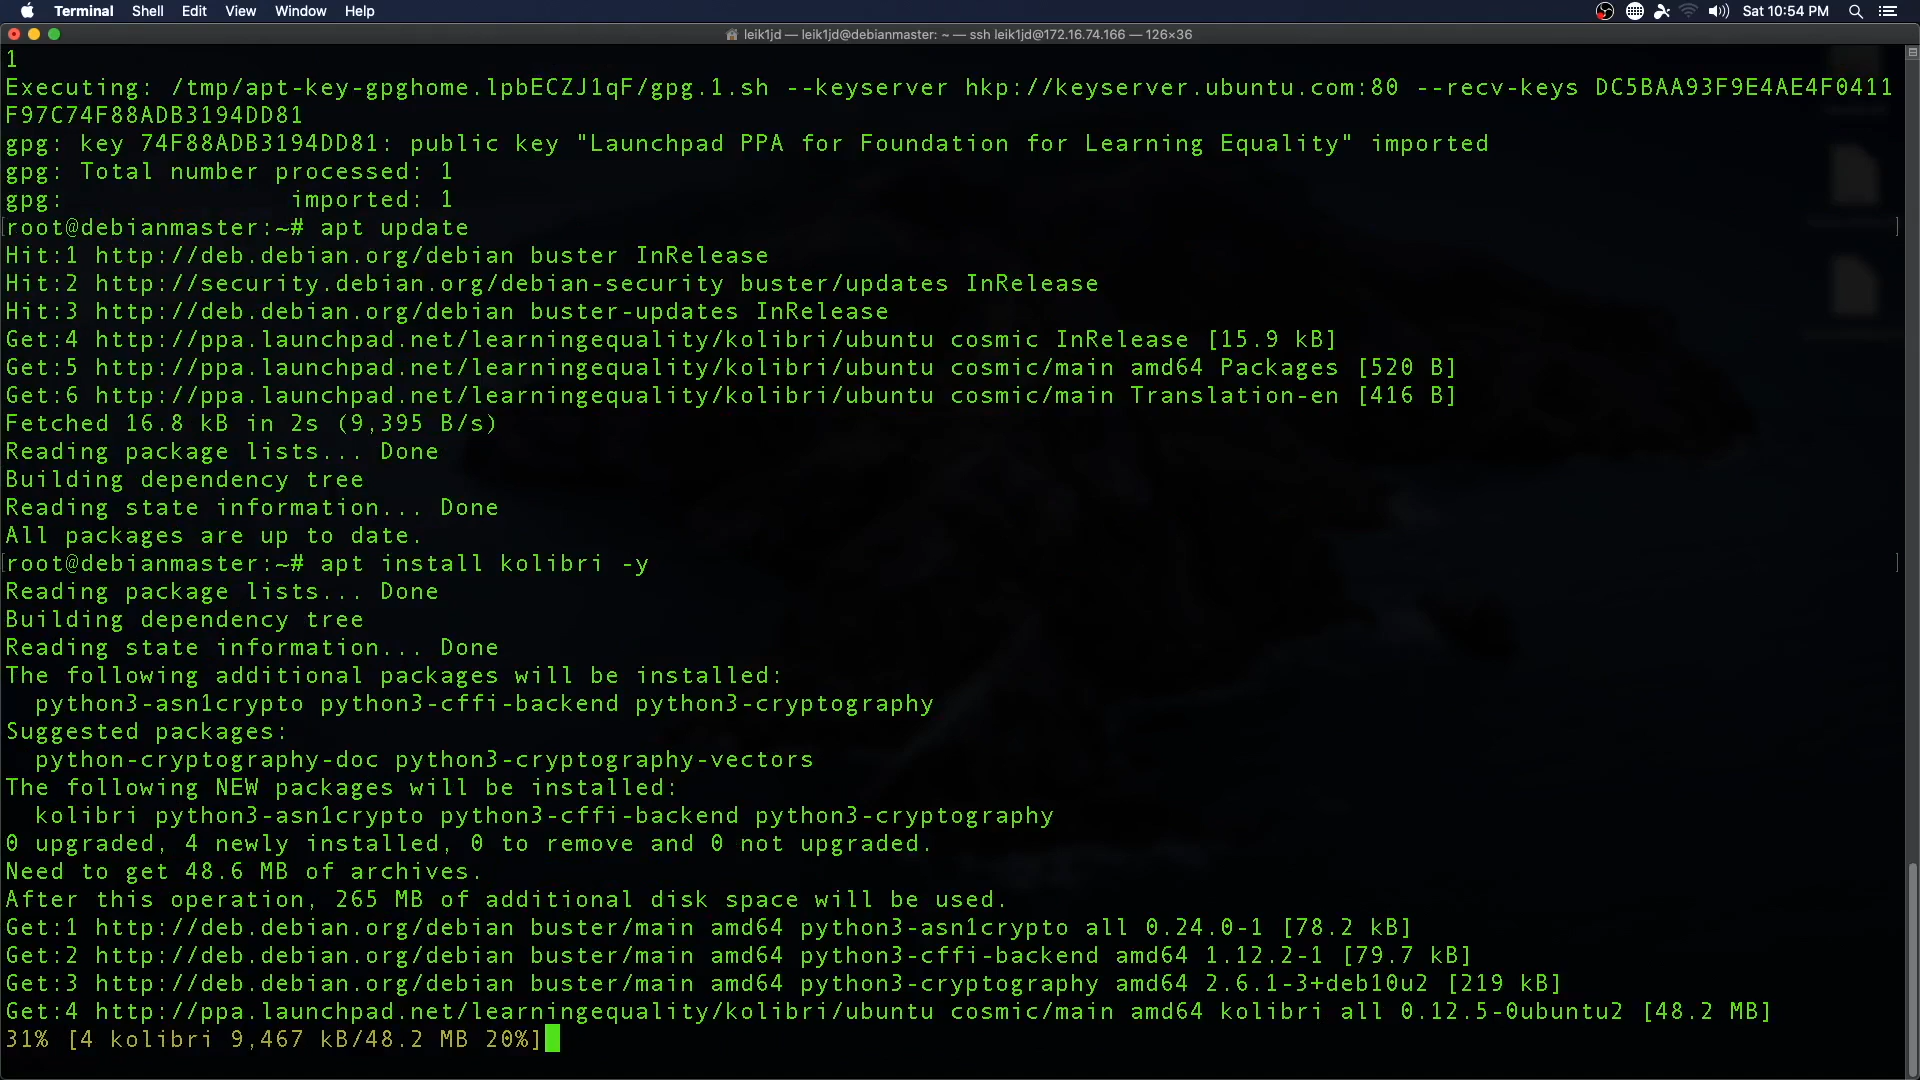 Terminal Shell Edit View Window Help Sat 10:54 PM
leik1jd — leik1jd@debianmaster: ~ — ssh leik1jd@172.16.74.166 — 126×36
1
Executing: /tmp/apt-key-gpghome.lpbECZJ1qF/gpg.1.sh --keyserver hkp://keyserver.ubuntu.com:80 --recv-keys DC5BAA93F9E4AE4F0411
F97C74F88ADB3194DD81
gpg: key 74F88ADB3194DD81: public key "Launchpad PPA for Foundation for Learning Equality" imported
gpg: Total number processed: 1
gpg:               imported: 1
[root@debianmaster:~# apt update ]
Hit:1 http://deb.debian.org/debian buster InRelease
Hit:2 http://security.debian.org/debian-security buster/updates InRelease
Hit:3 http://deb.debian.org/debian buster-updates InRelease
Get:4 http://ppa.launchpad.net/learningequality/kolibri/ubuntu cosmic InRelease [15.9 kB]
Get:5 http://ppa.launchpad.net/learningequality/kolibri/ubuntu cosmic/main amd64 Packages [520 B]
Get:6 http://ppa.launchpad.net/learningequality/kolibri/ubuntu cosmic/main Translation-en [416 B]
Fetched 16.8 kB in 2s (9,395 B/s)
Reading package lists... Done
Building dependency tree
Reading state information... Done
All packages are up to date.
[root@debianmaster:~# apt install kolibri -y ]
Reading package lists... Done
Building dependency tree
Reading state information... Done
The following additional packages will be installed:
  python3-asn1crypto python3-cffi-backend python3-cryptography
Suggested packages:
  python-cryptography-doc python3-cryptography-vectors
The following NEW packages will be installed:
  kolibri python3-asn1crypto python3-cffi-backend python3-cryptography
0 upgraded, 4 newly installed, 0 to remove and 0 not upgraded.
Need to get 48.6 MB of archives.
After this operation, 265 MB of additional disk space will be used.
Get:1 http://deb.debian.org/debian buster/main amd64 python3-asn1crypto all 0.24.0-1 [78.2 kB]
Get:2 http://deb.debian.org/debian buster/main amd64 python3-cffi-backend amd64 1.12.2-1 [79.7 kB]
Get:3 http://deb.debian.org/debian buster/main amd64 python3-cryptography amd64 2.6.1-3+deb10u2 [219 kB]
Get:4 http://ppa.launchpad.net/learningequality/kolibri/ubuntu cosmic/main amd64 kolibri all 0.12.5-0ubuntu2 [48.2 MB]
31% [4 kolibri 9,467 kB/48.2 MB 20%]